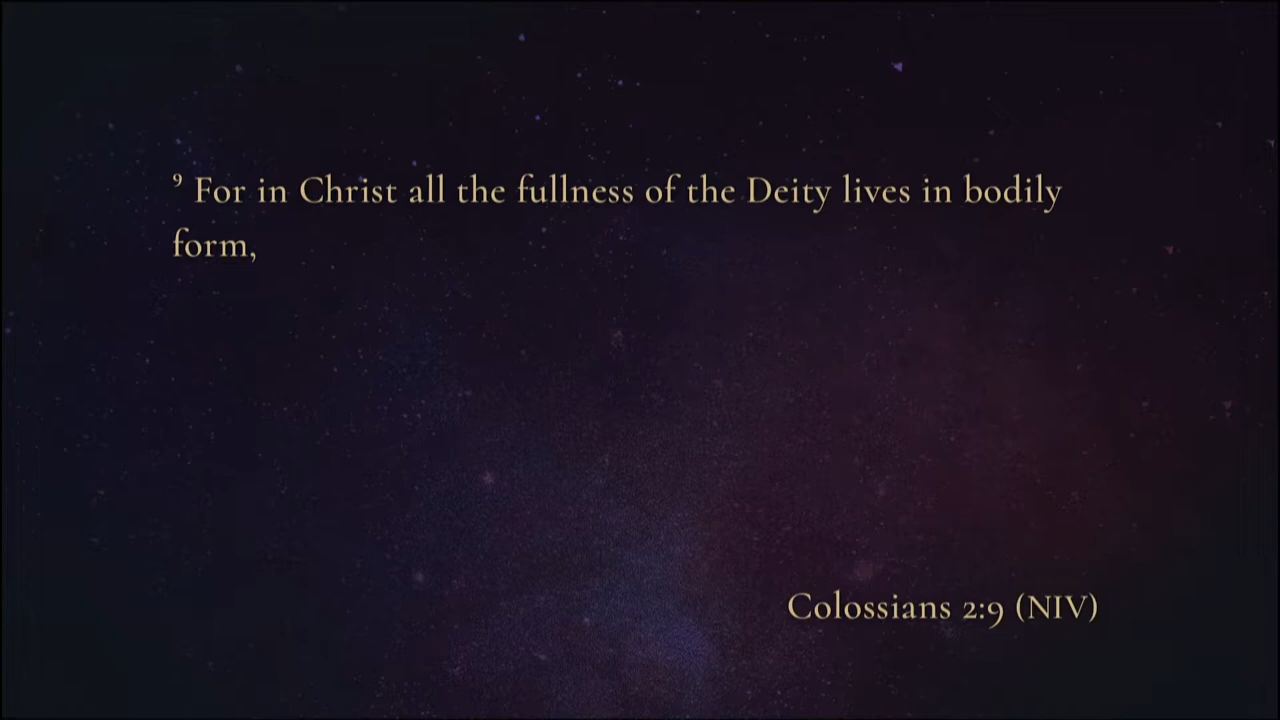 ⁹ For in Christ all the fullness of the Deity lives in bodily
form,
Colossians 2:9 (NIV)